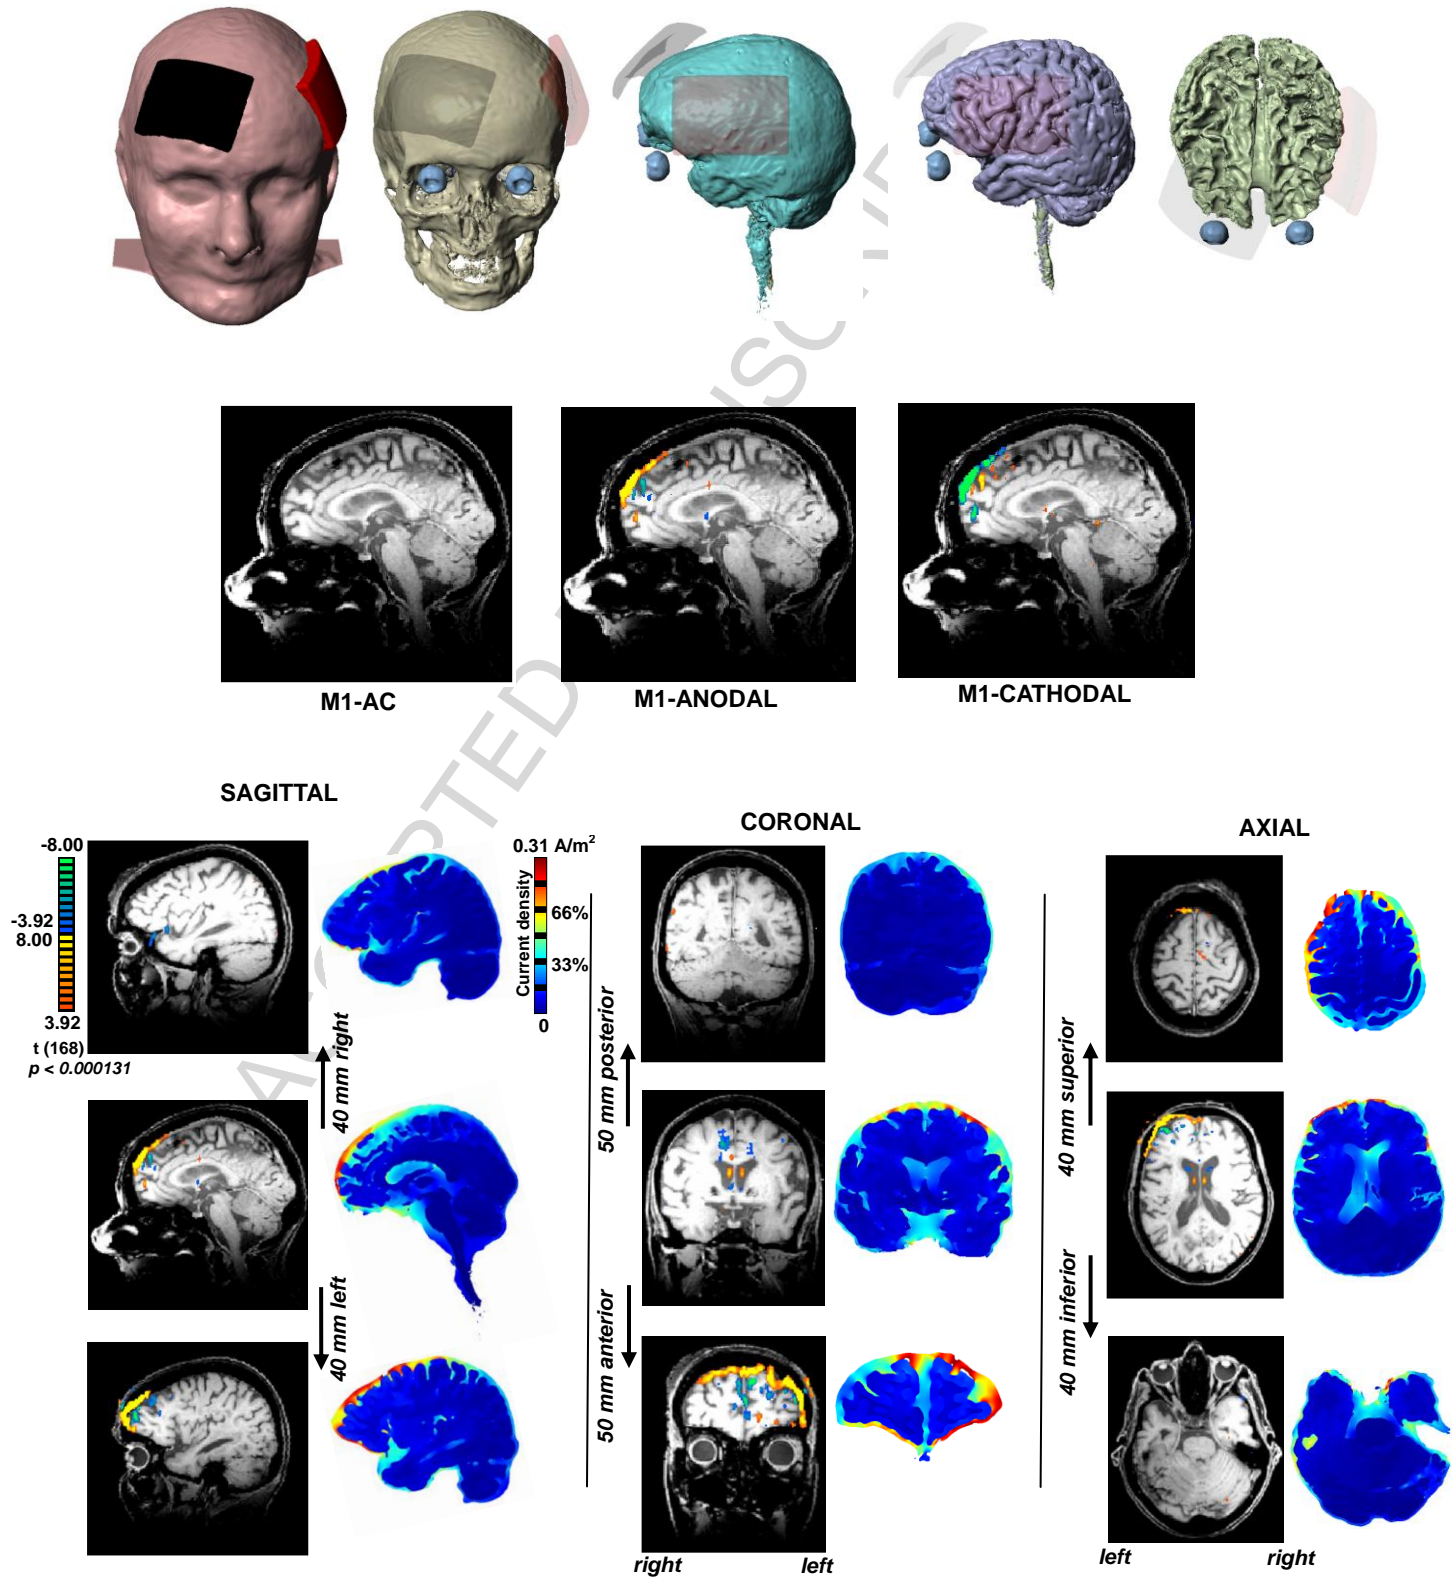 M1-AC
M1-ANODAL
M1-CATHODAL
SAGITTAL
CORONAL
AXIAL
-8.00
-3.92
8.00
3.92
t (168)
p < 0.000131
0.31 A/m²
Current density
66%
33%
0
40 mm right
40 mm left
50 mm posterior
50 mm anterior
40 mm superior
40 mm inferior
right
left
left
right